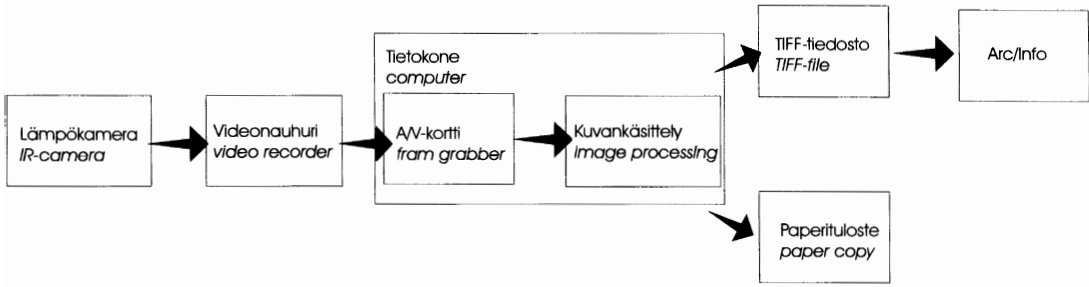 Lämpökamera
IR-camera
Videonauhuri
video recorder
Tietokone
computer
A/V-kortti
fram grabber
Kuvankäsittely
image processing
TIFF-tiedosto
TIFF-file
Arc/Info
Paperituloste
paper copy